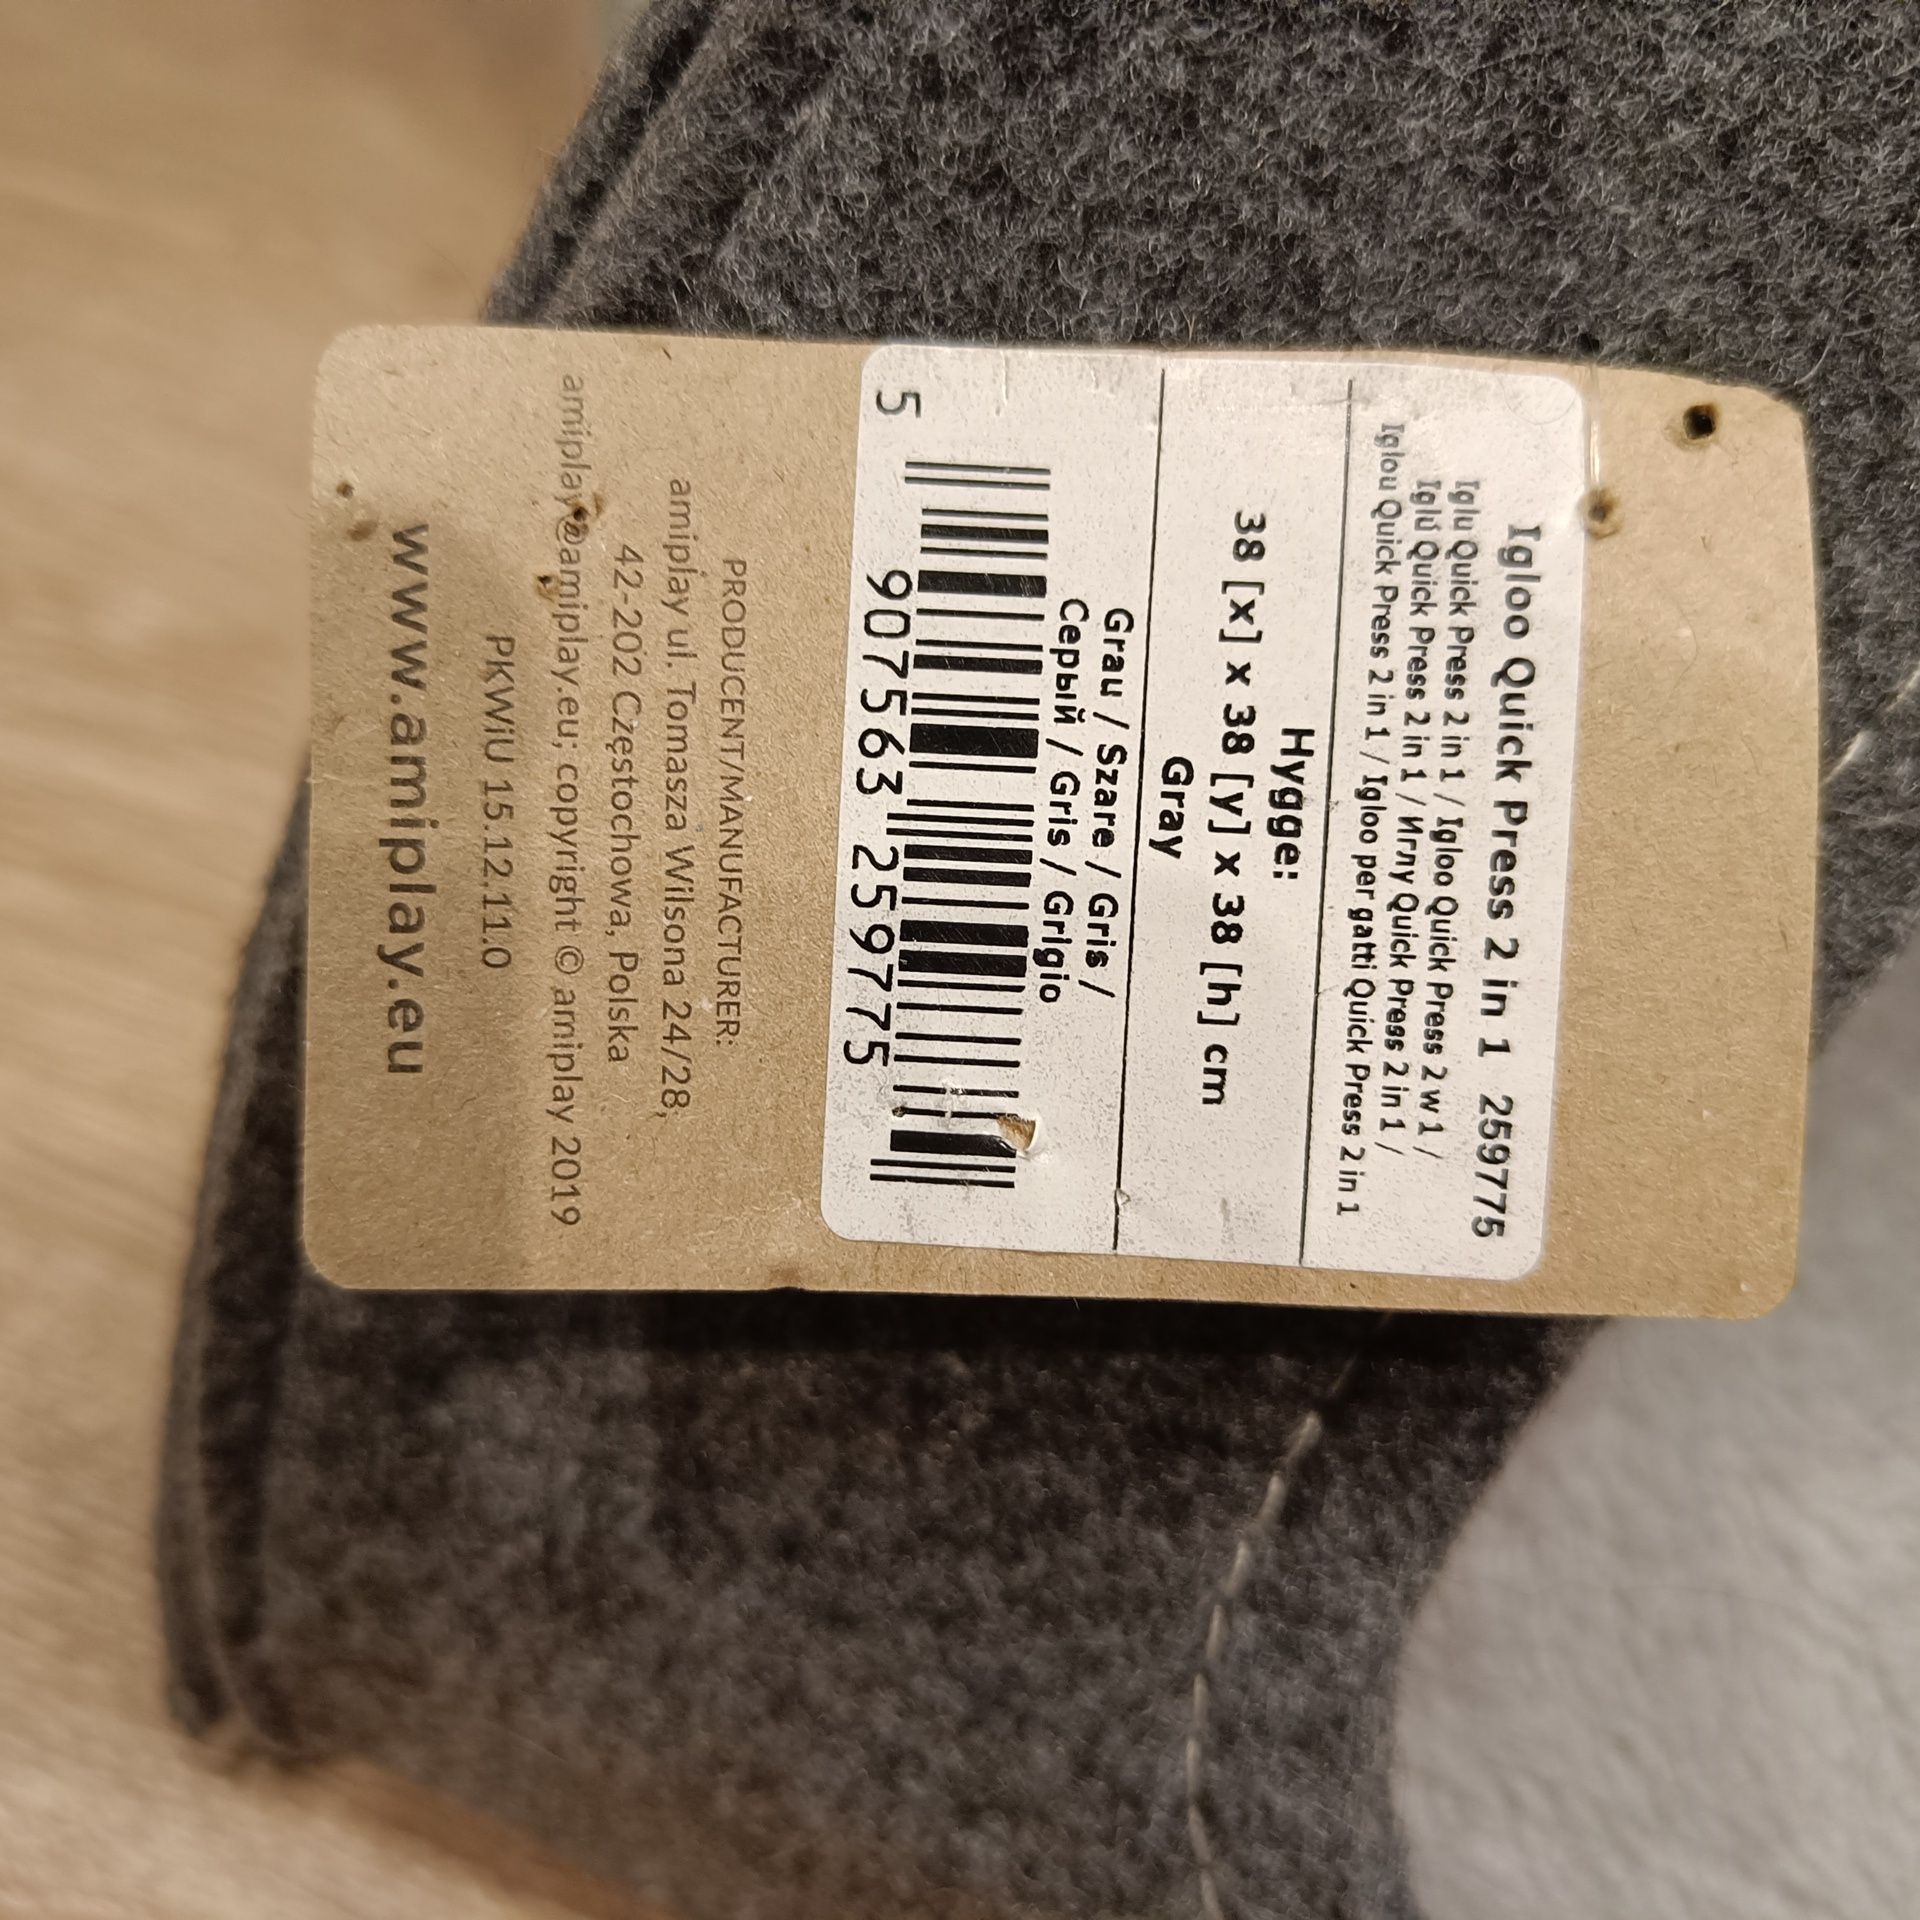 Igloo Quick Press 2 in 1 259775
Iglu Quick Press 2 in 1 / Igloo Quick Press 2 w 1 /
Iglú Quick Press 2 in 1 / Иглу Quick Press 2 in 1 /
Iglou Quick Press 2 in 1 / Igloo per gatti Quick Press 2 in 1
Hygge:
38 [x] x 38 [y] x 38 [h] cm
Gray
Grau / Szare / Gris /
Серый / Gris / Grigio
5 907563 259775
PRODUCENT/MANUFACTURER:
amiplay ul. Tomasza Wilsona 24/28,
42-202 Częstochowa, Polska
amiplay@amiplay.eu; copyright © amiplay 2019
PKWiU 15.12.11.0
www.amiplay.eu